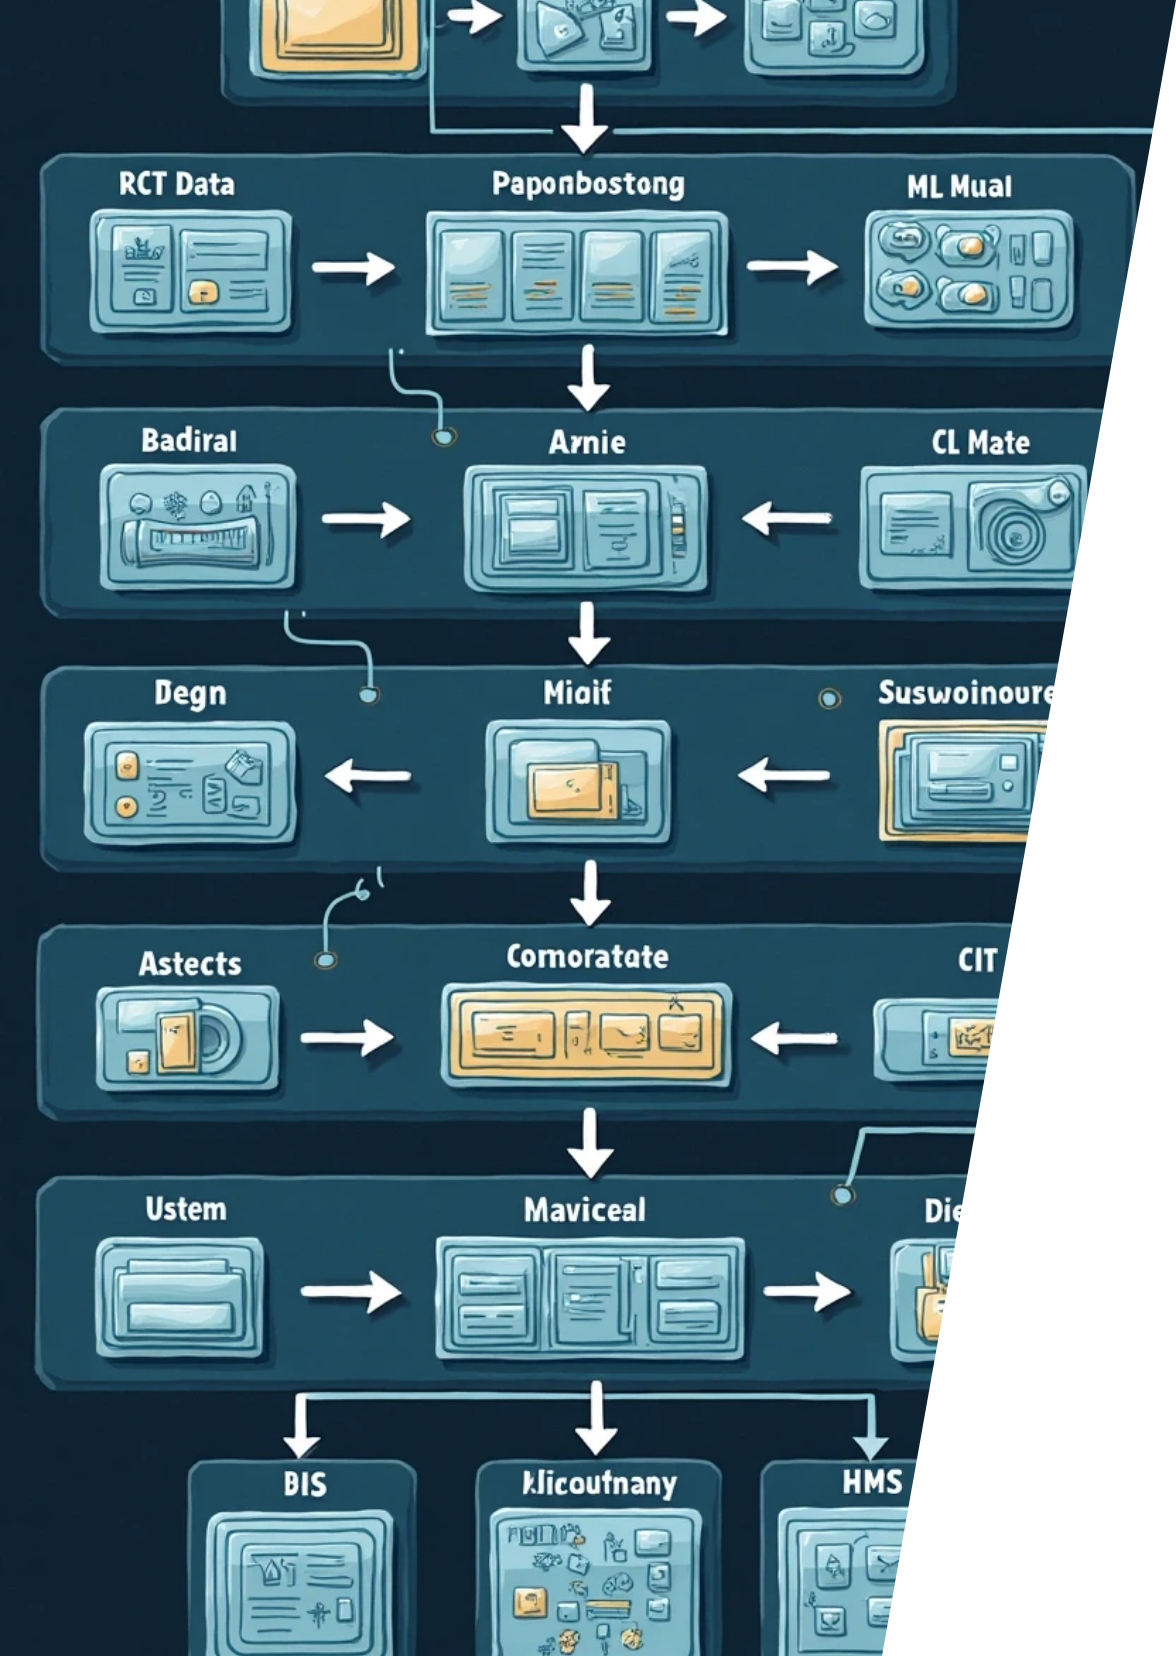 RCT Data
Paponbostong
ML Mual
Badiral
Arnie
CL Mate
Degn
Miaif
Suswoinoure
Astects
Comoratate
CIT
Ustem
Maviceal
Die
BIS
Klicoutnany
HMS